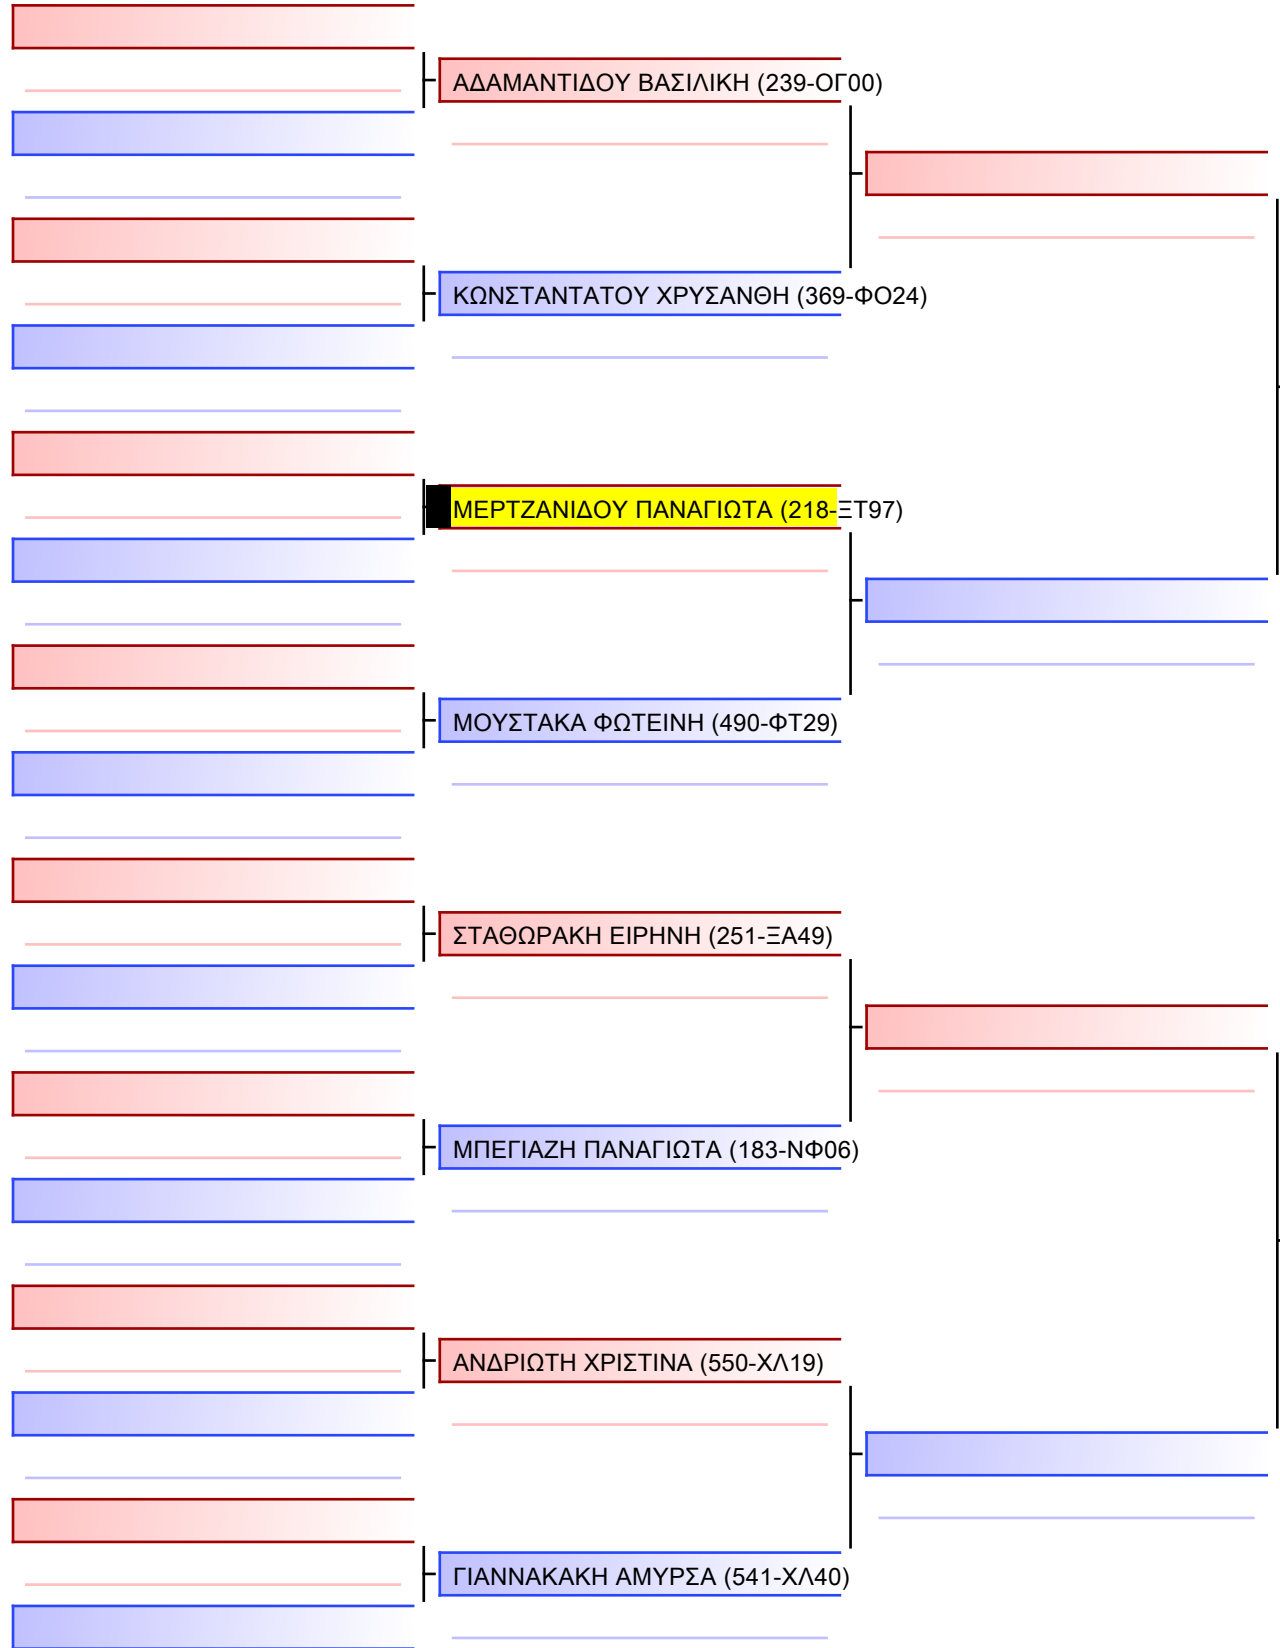 ΑΔΑΜΑΝΤΙΔΟΥ ΒΑΣΙΛΙΚΗ (239-ΟΓ00)
ΚΩΝΣΤΑΝΤΑΤΟΥ ΧΡΥΣΑΝΘΗ (369-ΦΟ24)
ΜΕΡΤΖΑΝΙΔΟΥ ΠΑΝΑΓΙΩΤΑ (218-ΞΤ97)
ΜΟΥΣΤΑΚΑ ΦΩΤΕΙΝΗ (490-ΦΤ29)
ΣΤΑΘΩΡΑΚΗ ΕΙΡΗΝΗ (251-ΞΑ49)
ΜΠΕΓΙΑΖΗ ΠΑΝΑΓΙΩΤΑ (183-ΝΦ06)
ΑΝΔΡΙΩΤΗ ΧΡΙΣΤΙΝΑ (550-ΧΛ19)
ΓΙΑΝΝΑΚΑΚΗ ΑΜΥΡΣΑ (541-ΧΛ40)